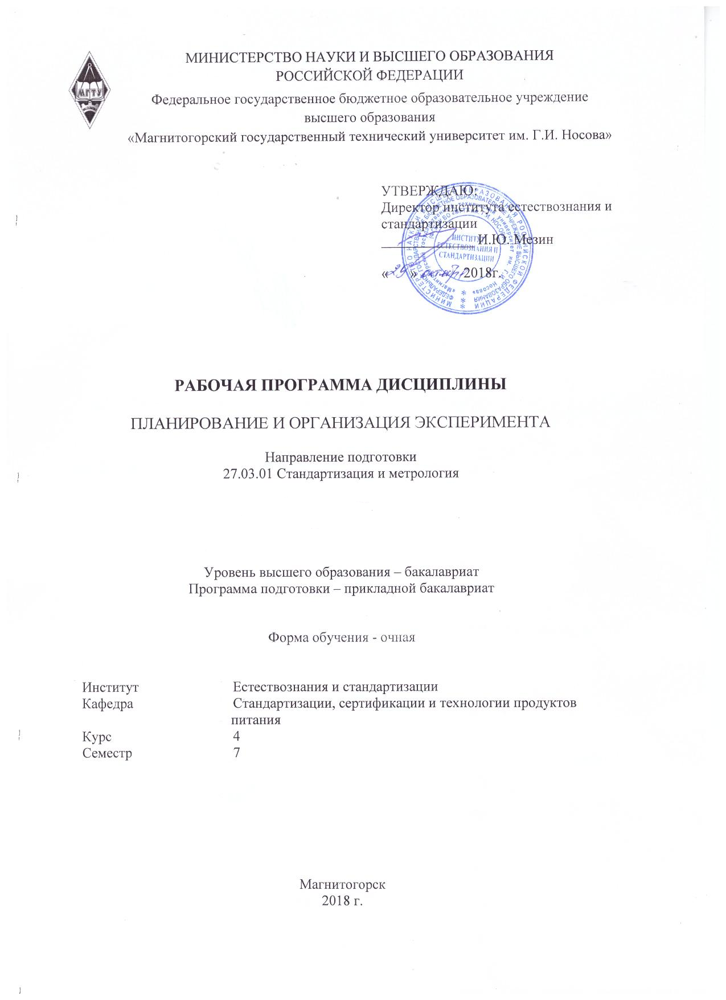 МИНИСТЕРСТВО НАУКИ И ВЫСШЕГО ОБРАЗОВАНИЯ
РОССИЙСКОЙ ФЕДЕРАЦИИ
Федеральное государственное бюджетное образовательное учреждение
высшего образования
«Магнитогорский государственный технический университет им. Г.И. Носова»
МГТУ
УТВЕРЖДАЮ:
Директор института естествознания и
стандартизации
И.Ю. Мезин
ИНСТИТУТ
ЕСТЕСТВОЗНАНИЯ И
СТАНДАРТИЗАЦИИ
« » 2018г.
РАБОЧАЯ ПРОГРАММА ДИСЦИПЛИНЫ
ПЛАНИРОВАНИЕ И ОРГАНИЗАЦИЯ ЭКСПЕРИМЕНТА
Направление подготовки
27.03.01 Стандартизация и метрология
Уровень высшего образования – бакалавриат
Программа подготовки – прикладной бакалавриат
Форма обучения - очная
Институт Естествознания и стандартизации
Кафедра Стандартизации, сертификации и технологии продуктов
питания
Курс 4
Семестр 7
Магнитогорск
2018 г.